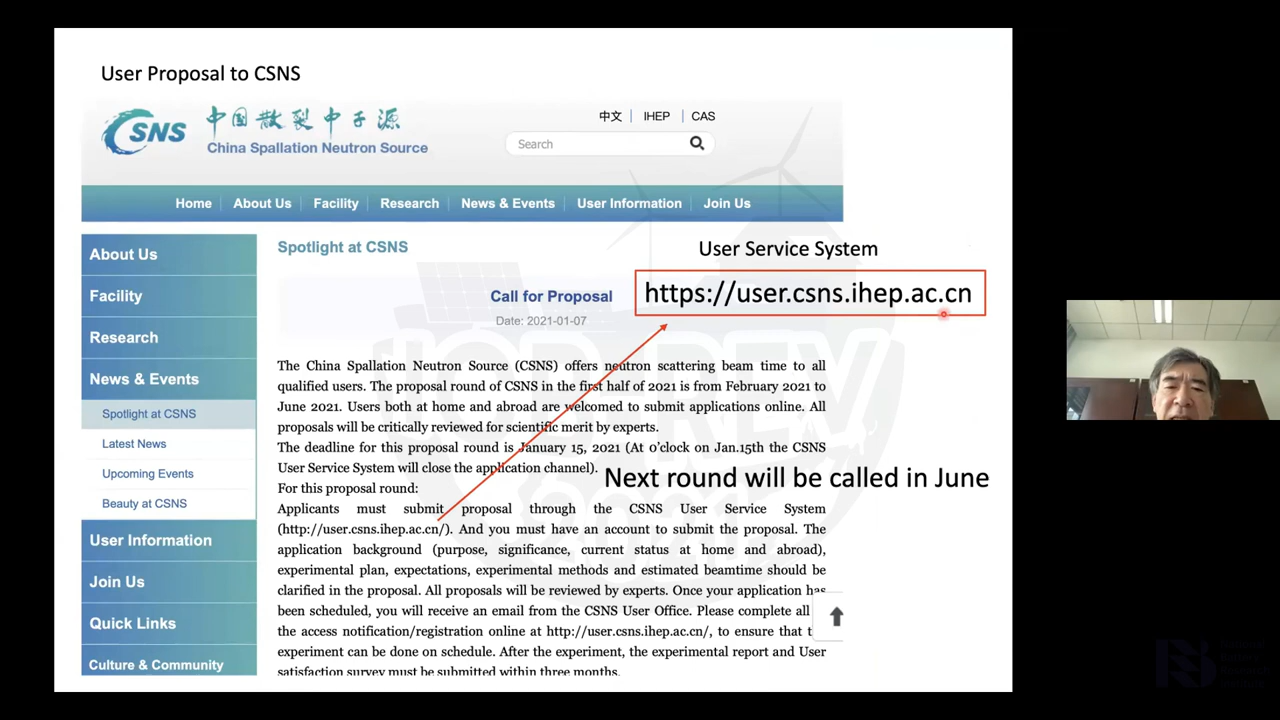 User Proposal to CSNS
CSNS
中国散裂中子源
China Spallation Neutron Source
中文 | IHEP | CAS
Search
Home
About Us
Facility
Research
News & Events
User Information
Join Us
About Us
Facility
Research
News & Events
Spotlight at CSNS
Latest News
Upcoming Events
Beauty at CSNS
User Information
Join Us
Quick Links
Culture & Community
Spotlight at CSNS
User Service System
https://user.csns.ihep.ac.cn
Call for Proposal
Date: 2021-01-07
The China Spallation Neutron Source (CSNS) offers neutron scattering beam time to all
qualified users. The proposal round of CSNS in the first half of 2021 is from February 2021 to
June 2021. Users both at home and abroad are welcomed to submit applications online. All
proposals will be critically reviewed for scientific merit by experts.
The deadline for this proposal round is January 15, 2021 (At o'clock on Jan.15th the CSNS
User Service System will close the application channel).
Next round will be called in June
For this proposal round:
Applicants must submit proposal through the CSNS User Service System
(http://user.csns.ihep.ac.cn/). And you must have an account to submit the proposal. The
application background (purpose, significance, current status at home and abroad),
experimental plan, expectations, experimental methods and estimated beamtime should be
clarified in the proposal. All proposals will be reviewed by experts. Once your application has
been scheduled, you will receive an email from the CSNS User Office. Please complete all
the access notification/registration online at http://user.csns.ihep.ac.cn/, to ensure that t
experiment can be done on schedule. After the experiment, the experimental report and User
satisfaction survey must be submitted within three months.